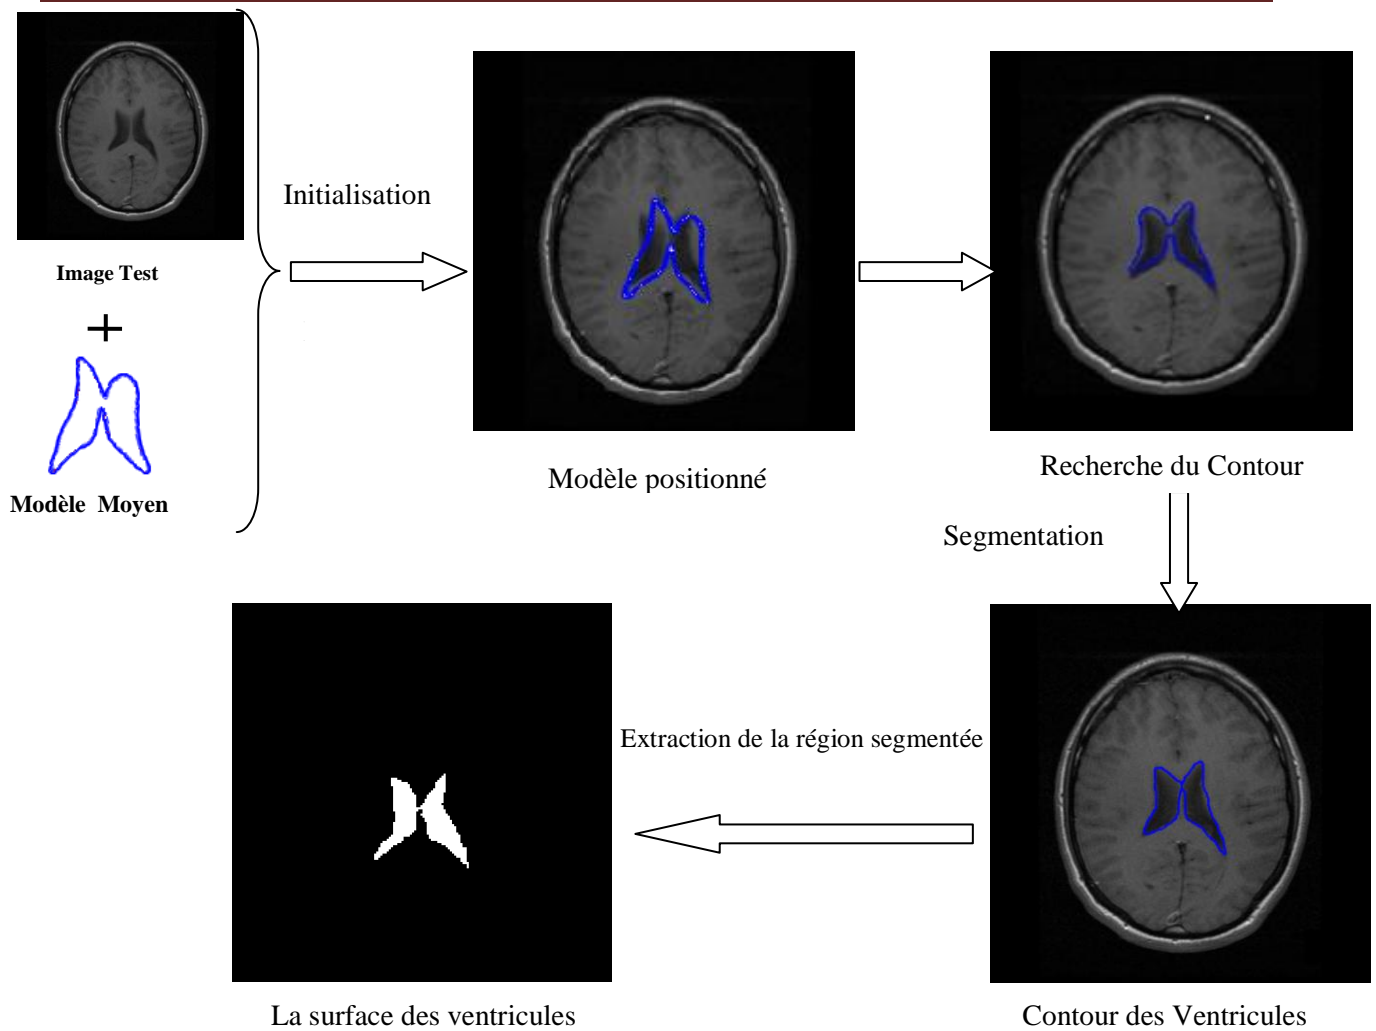 Image Test
+
Modèle Moyen
Initialisation
Modèle positionné
Recherche du Contour
Segmentation
Contour des Ventricules
Extraction de la région segmentée
La surface des ventricules